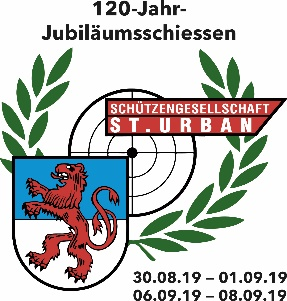 120-Jahr-
Jubiläumsschiessen
SCHÜTZENGESELLSCHAFT
ST. URBAN
30.08.19 – 01.09.19
06.09.19 – 08.09.19